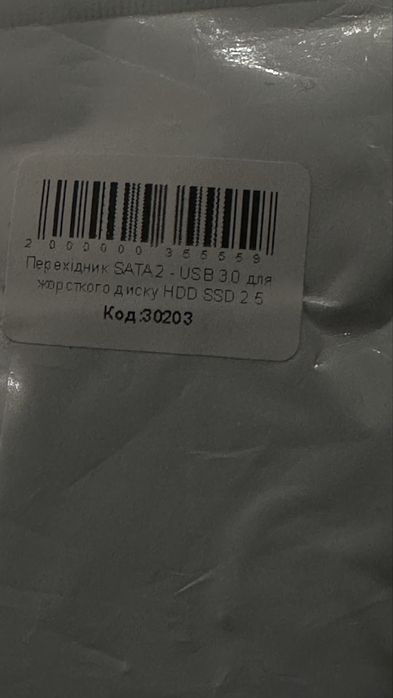 2 000000 355559
Перехідник SATA2 - USB 3.0 для
жорсткого диску HDD SSD 2.5
Код:30203